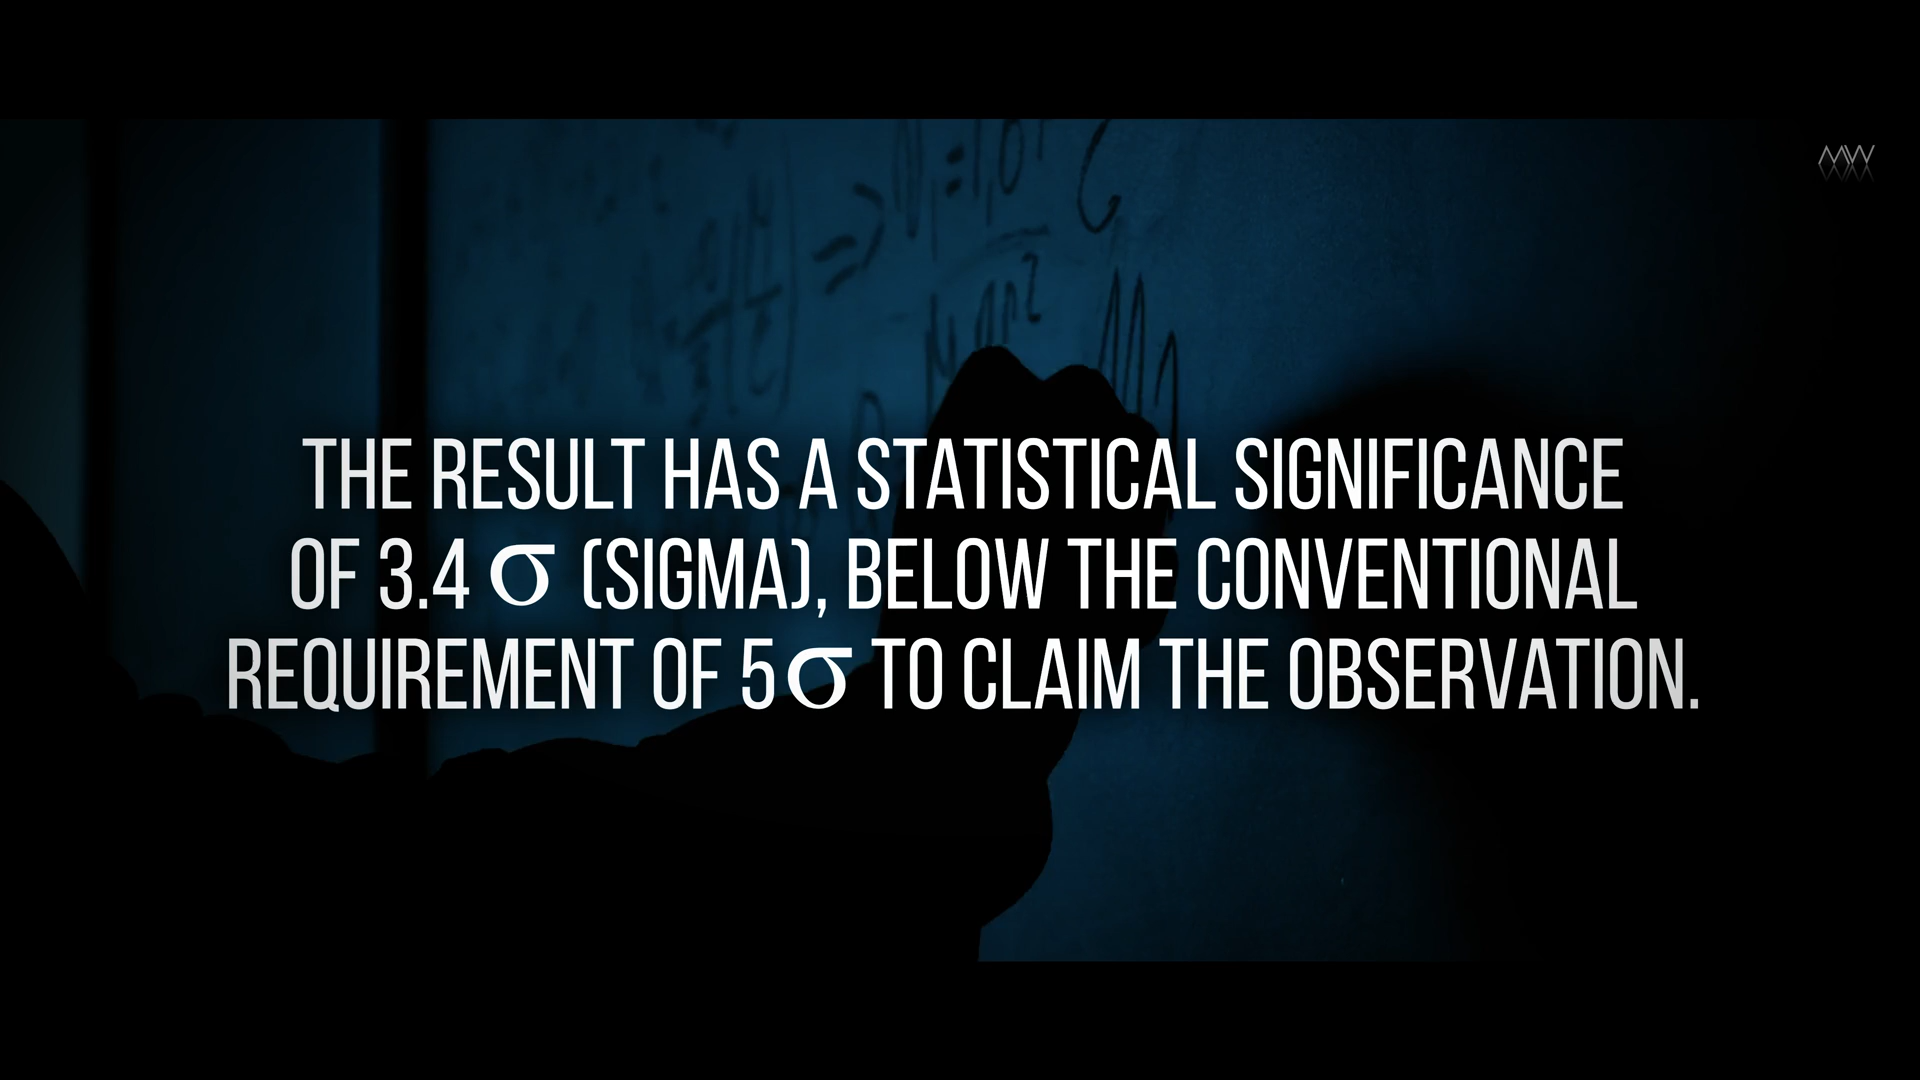 MW
THE RESULT HAS A STATISTICAL SIGNIFICANCE
OF 3.4 σ (SIGMA), BELOW THE CONVENTIONAL
REQUIREMENT OF 5σ TO CLAIM THE OBSERVATION.